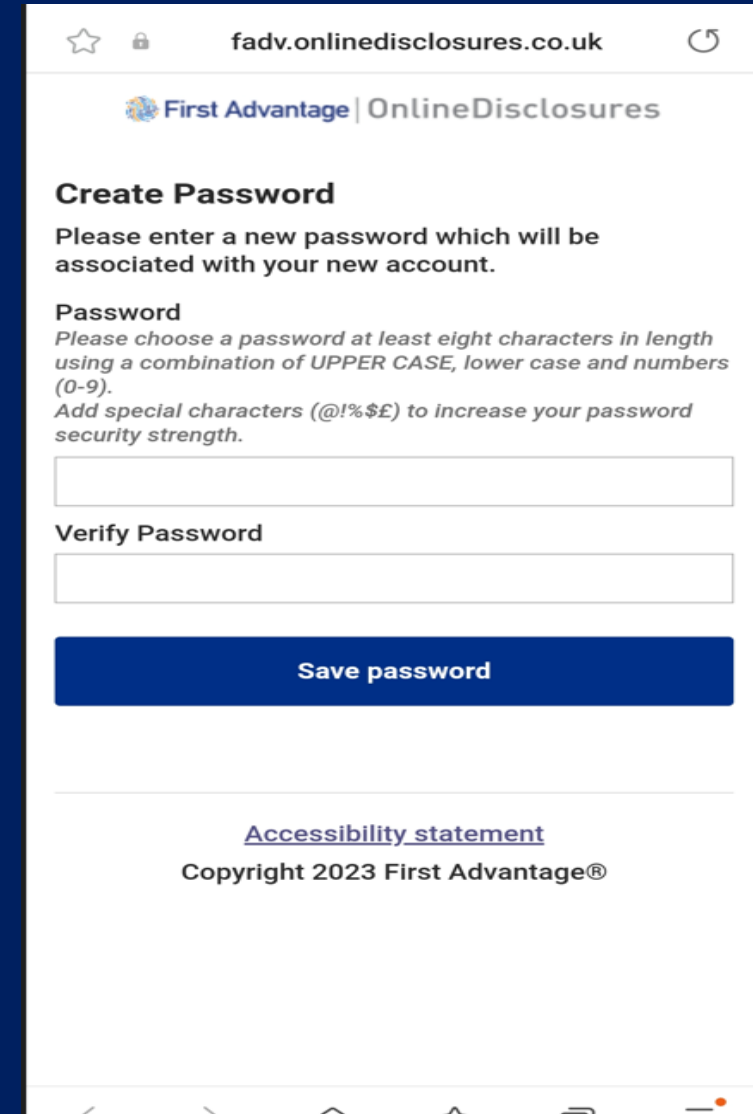 fadv.onlinedisclosures.co.uk
First Advantage | OnlineDisclosures
Create Password
Please enter a new password which will be
associated with your new account.
Password
Please choose a password at least eight characters in length
using a combination of UPPER CASE, lower case and numbers
(0-9).
Add special characters (@!%$£) to increase your password
security strength.
Verify Password
Save password
Accessibility statement
Copyright 2023 First Advantage®